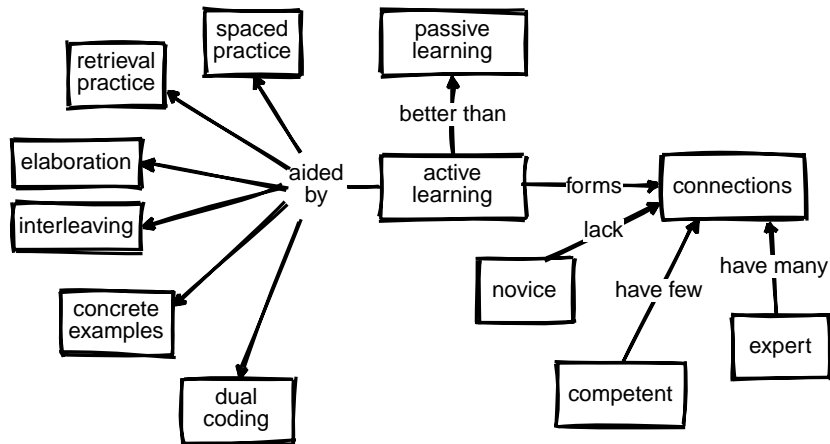 spaced
practice
passive
learning
retrieval
practice
better than
elaboration
aided
by
active
learning
forms
connections
interleaving
lack
novice
have few
have many
concrete
examples
expert
dual
coding
competent